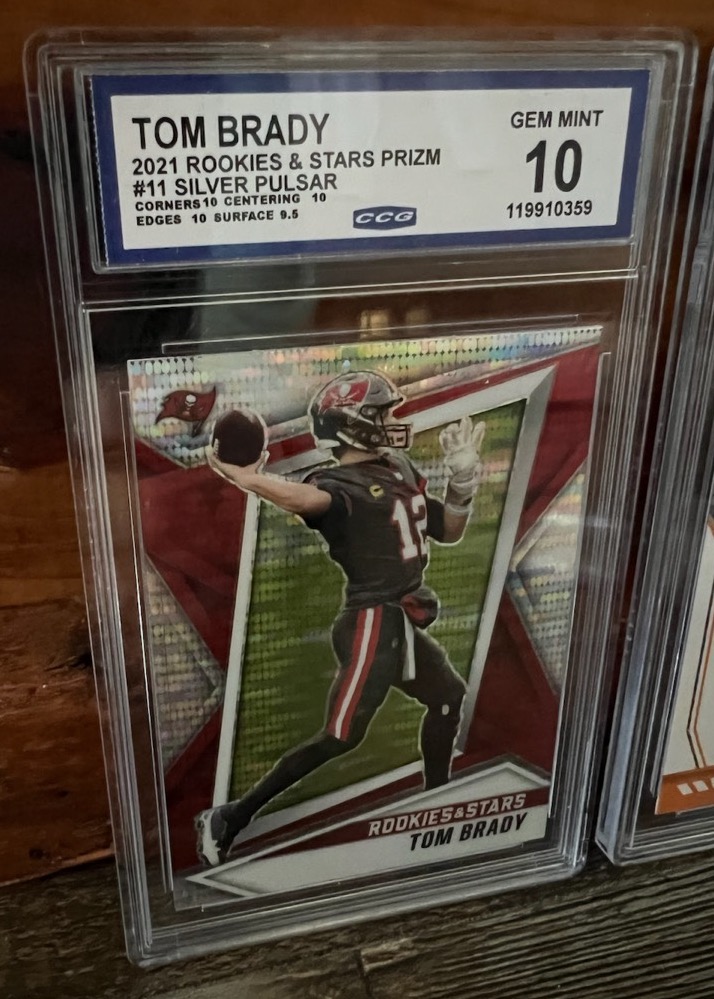 TOM BRADY
2021 ROOKIES & STARS PRIZM
#11 SILVER PULSAR
CORNERS 10 CENTERING 10
EDGES 10 SURFACE 9.5
CCG
GEM MINT
10
119910359
C
12
ROOKIES & STARS
TOM BRADY